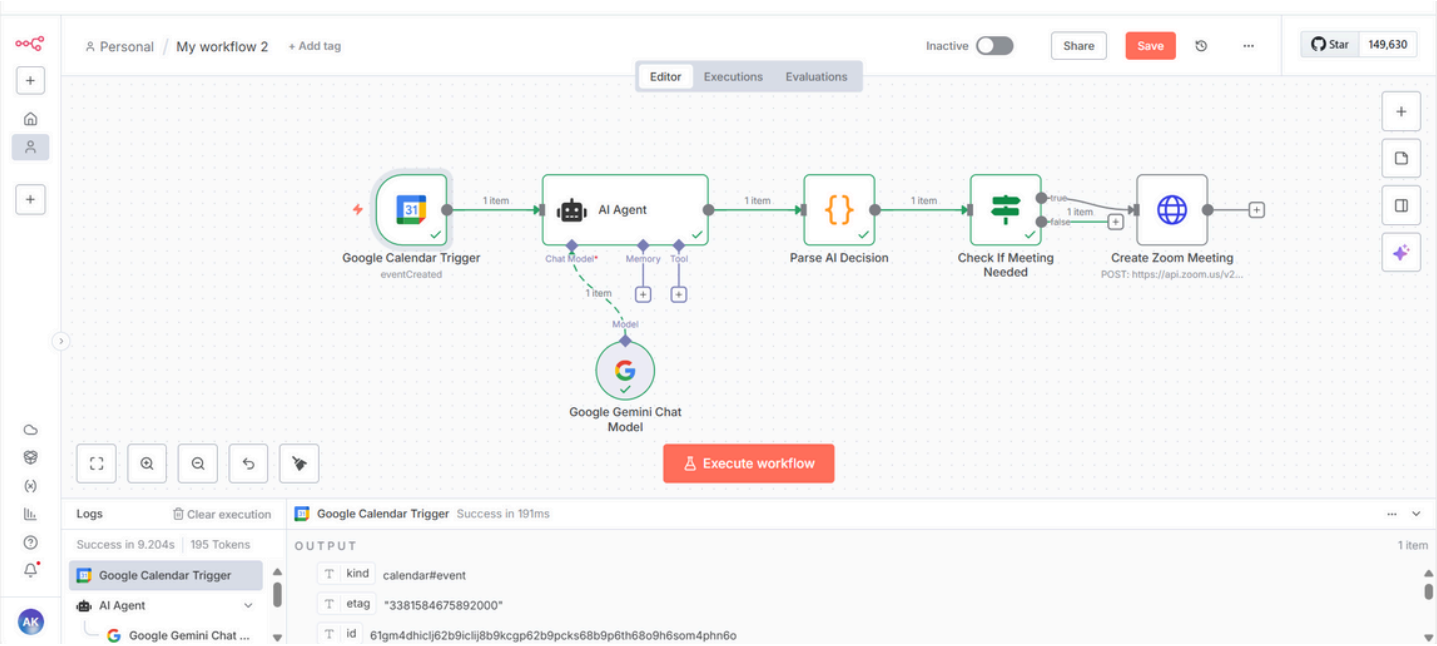 Personal / My workflow 2 + Add tag
Inactive
Share
Save
Star 149,630
Editor Executions Evaluations
31
1 item
AI Agent
1 item
1 item
true
1 item
false
Google Calendar Trigger
eventCreated
Chat Model* Memory Tool
Parse AI Decision
Check If Meeting
Needed
Create Zoom Meeting
POST: https://api.zoom.us/v2...
1 item
Model
Google Gemini Chat
Model
Execute workflow
Logs Clear execution
Google Calendar Trigger Success in 191ms
Success in 9.204s 195 Tokens
OUTPUT 1 item
Google Calendar Trigger
T kind calendar#event
AI Agent
T etag "3381584675892000"
Google Gemini Chat ...
T id 61gm4dhiclj62b9iclij8b9kcgp62b9pcks68b9p6th68o9h6som4phn6o
AK